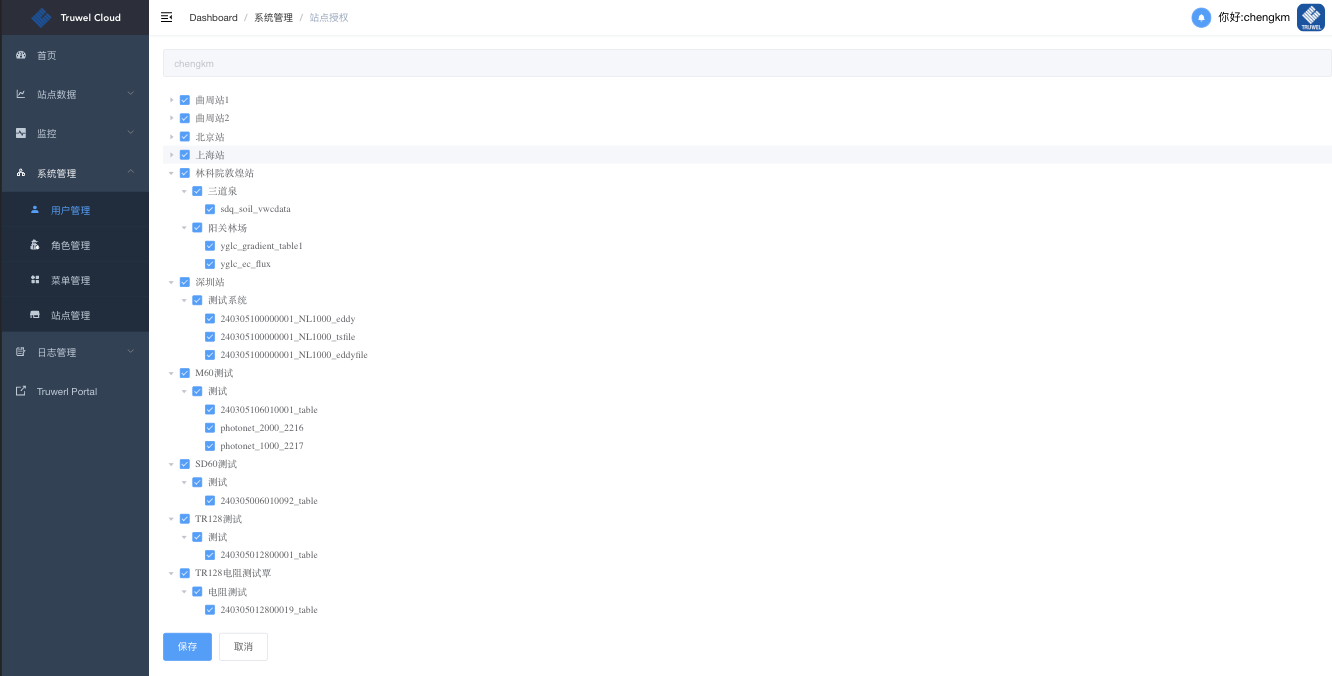 Truwel Cloud
Dashboard / 系统管理 / 站点授权
你好:chengkm
TRUWEL
首页
站点数据
监控
系统管理
用户管理
角色管理
菜单管理
站点管理
日志管理
Truwerl Portal
chengkm
曲周站1
曲周站2
北京站
上海站
林科院敦煌站
三道泉
sdq_soil_vwcdata
阳关林场
yglc_gradient_table1
yglc_ec_flux
深圳站
测试系统
240305100000001_NL1000_eddy
240305100000001_NL1000_tsfile
240305100000001_NL1000_eddyfile
M60测试
测试
240305106010001_table
photonet_2000_2216
photonet_1000_2217
SD60测试
测试
240305006010092_table
TR128测试
测试
240305012800001_table
TR128电阻测试覃
电阻测试
240305012800019_table
保存
取消